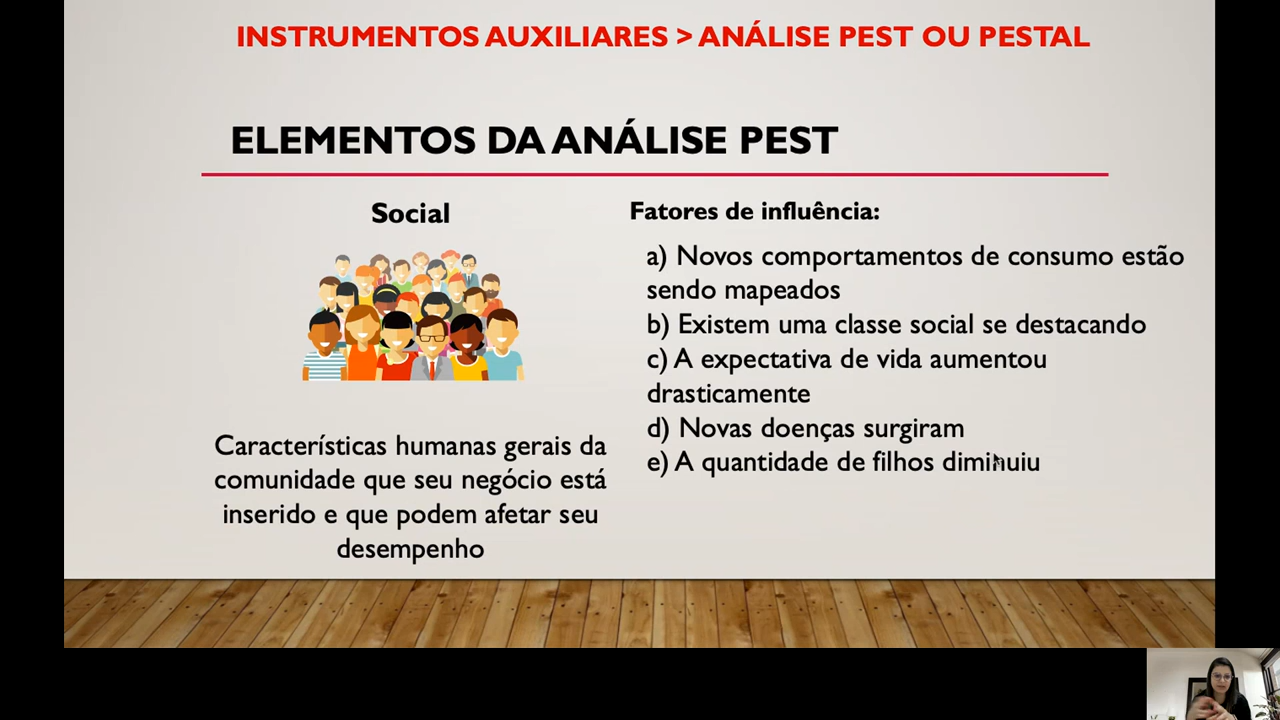 INSTRUMENTOS AUXILIARES > ANÁLISE PEST OU PESTAL
ELEMENTOS DA ANÁLISE PEST
Social
Características humanas gerais da
comunidade que seu negócio está
inserido e que podem afetar seu
desempenho
Fatores de influência:
a) Novos comportamentos de consumo estão
sendo mapeados
b) Existem uma classe social se destacando
c) A expectativa de vida aumentou
drasticamente
d) Novas doenças surgiram
e) A quantidade de filhos diminuiu